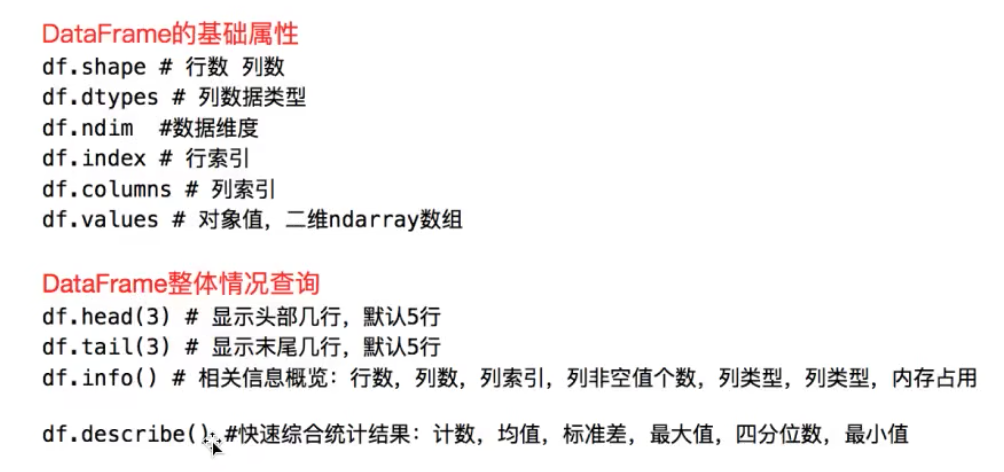 DataFrame的基础属性
df.shape # 行数 列数
df.dtypes # 列数据类型
df.ndim  #数据维度
df.index # 行索引
df.columns # 列索引
df.values # 对象值，二维ndarray数组
DataFrame整体情况查询
df.head(3) # 显示头部几行，默认5行
df.tail(3) # 显示末尾几行，默认5行
df.info() # 相关信息概览：行数，列数，列索引，列非空值个数，列类型，列类型，内存占用
df.describe() #快速综合统计结果：计数，均值，标准差，最大值，四分位数，最小值